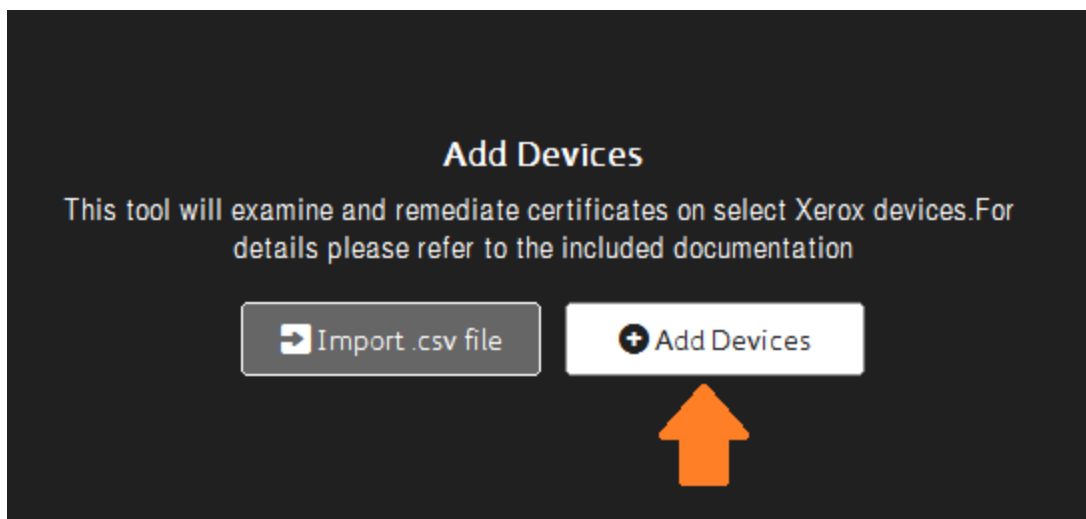 Add Devices
This tool will examine and remediate certificates on select Xerox devices.For
details please refer to the included documentation
Import .csv file
Add Devices